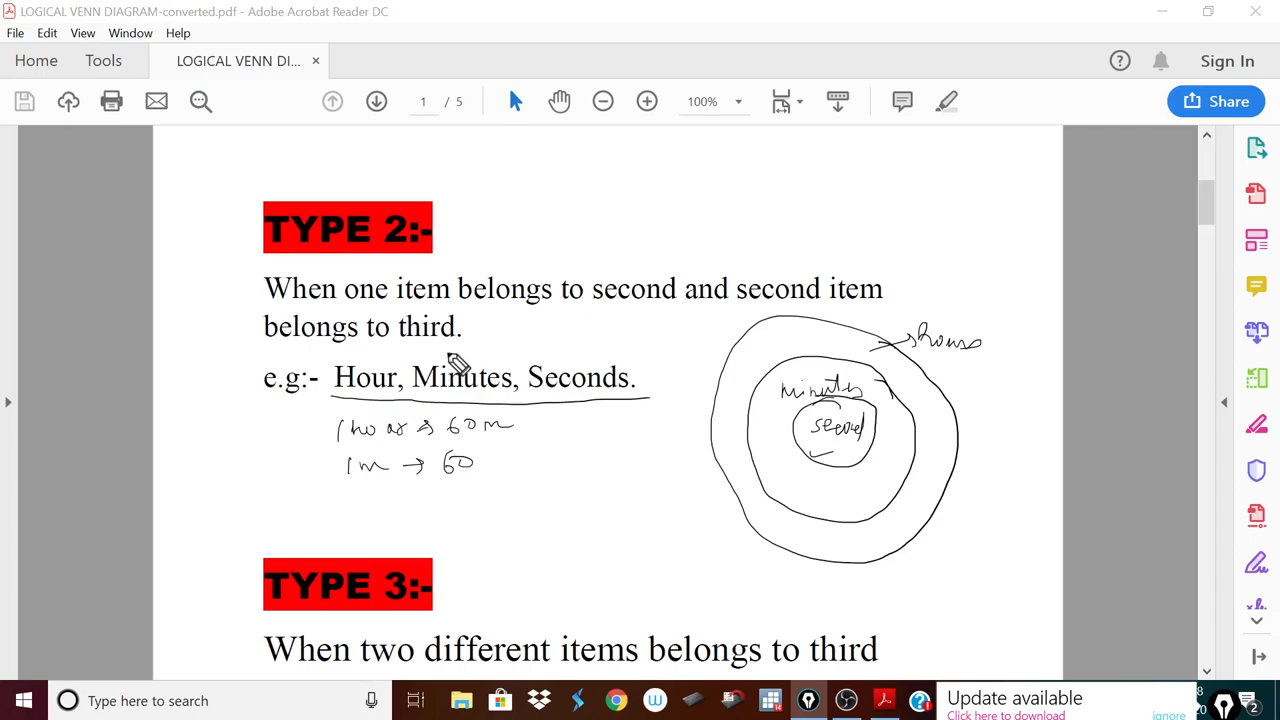 LOGICAL VENN DIAGRAM-converted.pdf - Adobe Acrobat Reader DC
File Edit View Window Help
Home Tools LOGICAL VENN DI... × Sign In
1 / 5 100% Share
TYPE 2:-
When one item belongs to second and second item
belongs to third.
e.g:- Hour, Minutes, Seconds.
1 hour → 60 m
1 m → 60
hours
minutes
second
TYPE 3:-
When two different items belongs to third
Type here to search
Update available
Click here to download ignore
8
20
2